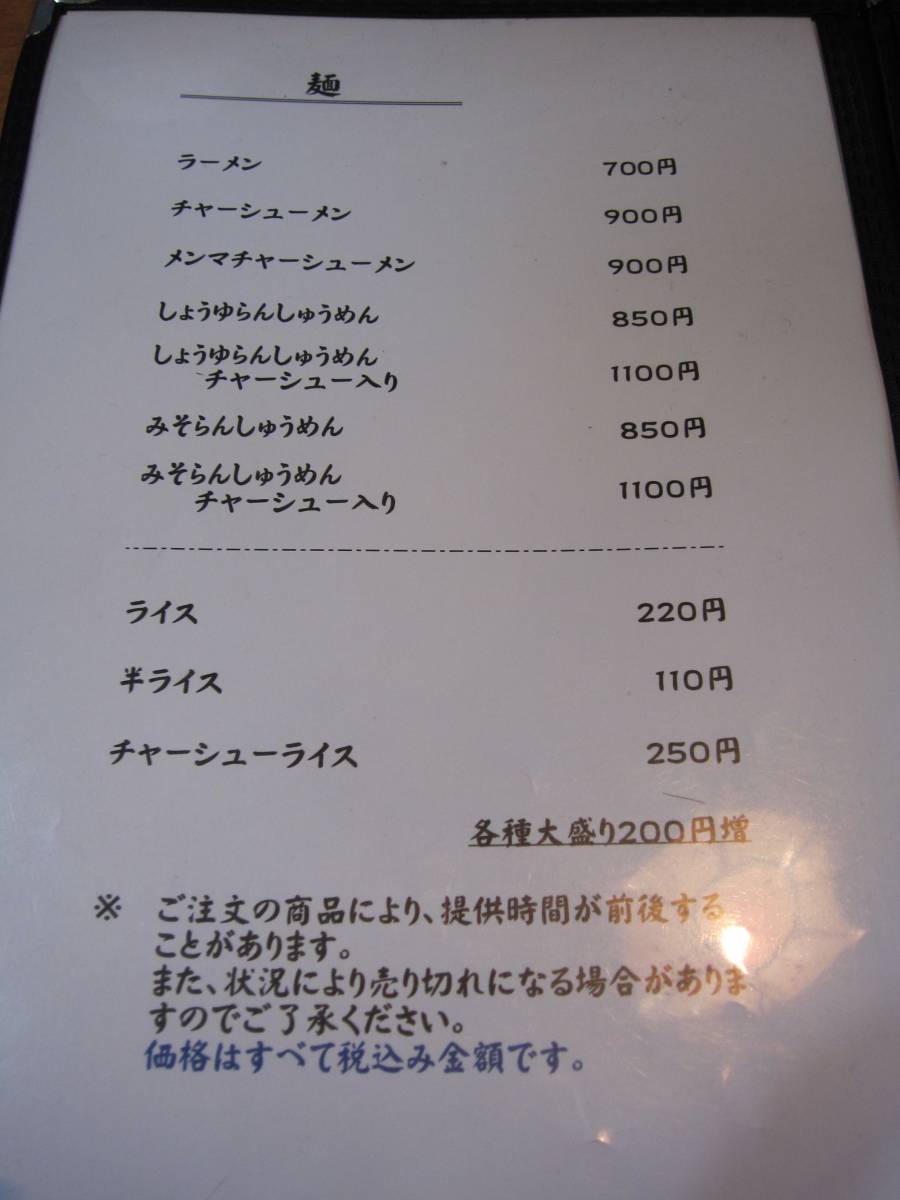 麺
ラーメン 700円
チャーシューメン 900円
メンマチャーシューメン 900円
しょうゆらんしゅうめん 850円
しょうゆらんしゅうめん
チャーシュー入り 1100円
みそらんしゅうめん 850円
みそらんしゅうめん
チャーシュー入り 1100円
ライス 220円
半ライス 110円
チャーシューライス 250円
各種大盛り200円増
※ ご注文の商品により、提供時間が前後する
ことがあります。
また、状況により売り切れになる場合がありま
すのでご了承ください。
価格はすべて税込み金額です。